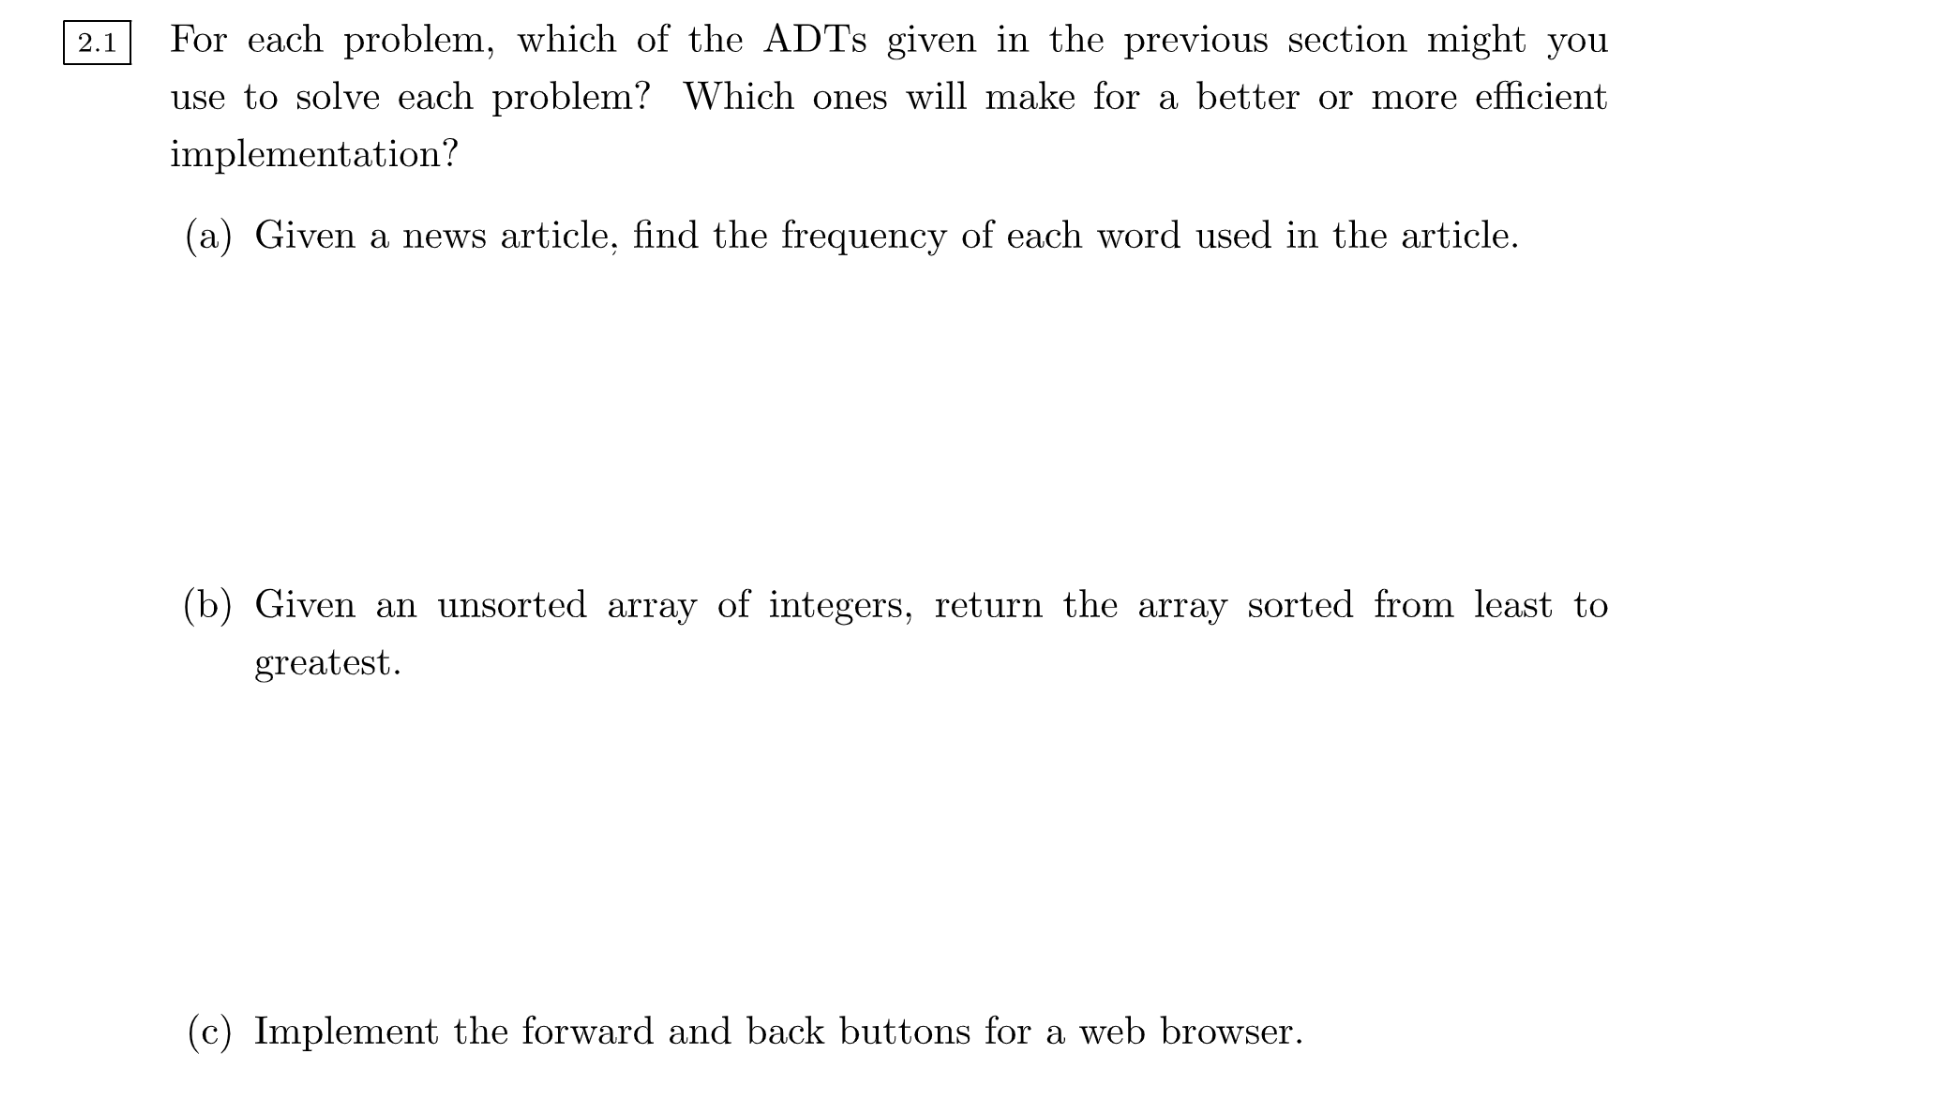 2.1 For each problem, which of the ADTs given in the previous section might you
use to solve each problem? Which ones will make for a better or more efficient
implementation?
(a) Given a news article, find the frequency of each word used in the article.
(b) Given an unsorted array of integers, return the array sorted from least to
greatest.
(c) Implement the forward and back buttons for a web browser.